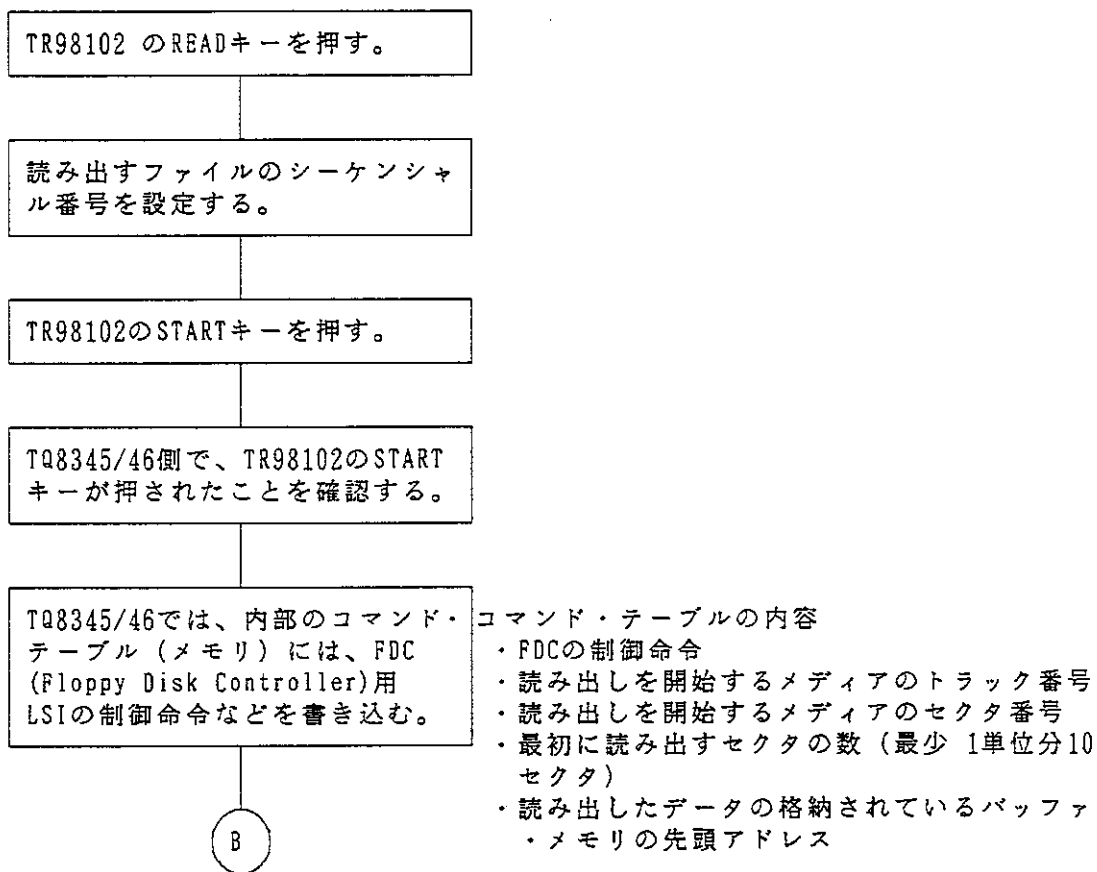 TR98102 のREADキーを押す。
読み出すファイルのシーケンシャ
ル番号を設定する。
TR98102のSTARTキーを押す。
TQ8345/46側で、TR98102のSTART
キーが押されたことを確認する。
TQ8345/46では、内部のコマンド・
テーブル（メモリ）には、FDC
(Floppy Disk Controller)用
LSIの制御命令などを書き込む。
コマンド・テーブルの内容
・FDCの制御命令
・読み出しを開始するメディアのトラック番号
・読み出しを開始するメディアのセクタ番号
・最初に読み出すセクタの数（最少 1単位分10
セクタ）
・読み出したデータの格納されているバッファ
・メモリの先頭アドレス
B